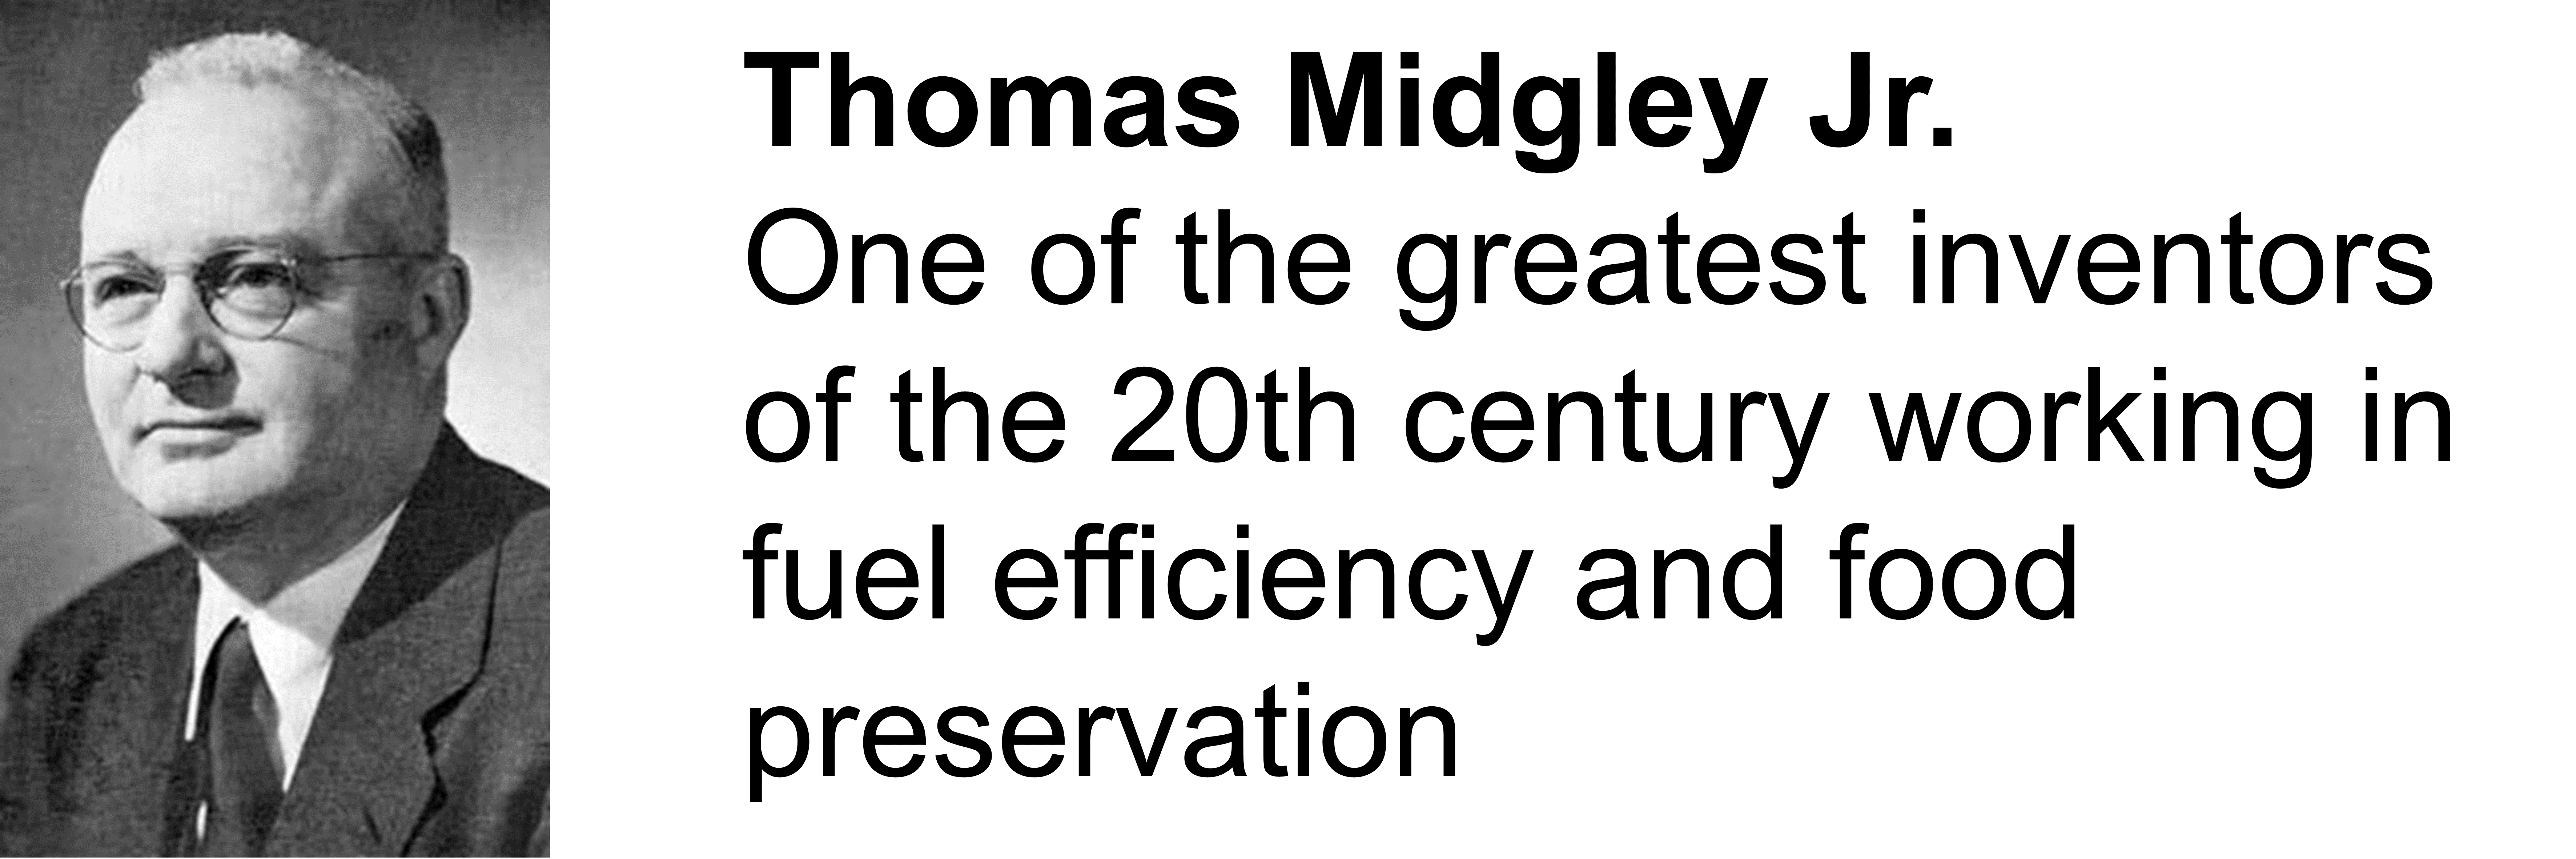 Thomas Midgley Jr.
One of the greatest inventors
of the 20th century working in
fuel efficiency and food
preservation